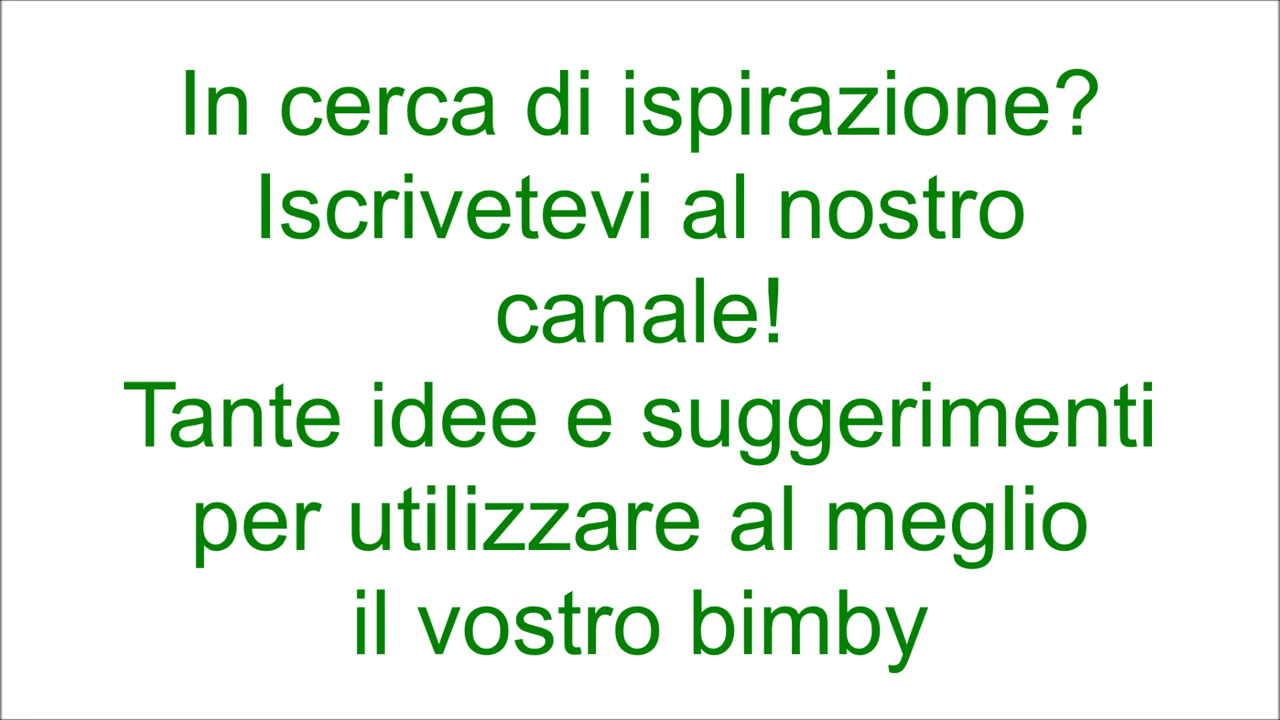 In cerca di ispirazione?
Iscrivetevi al nostro
canale!
Tante idee e suggerimenti
per utilizzare al meglio
il vostro bimby